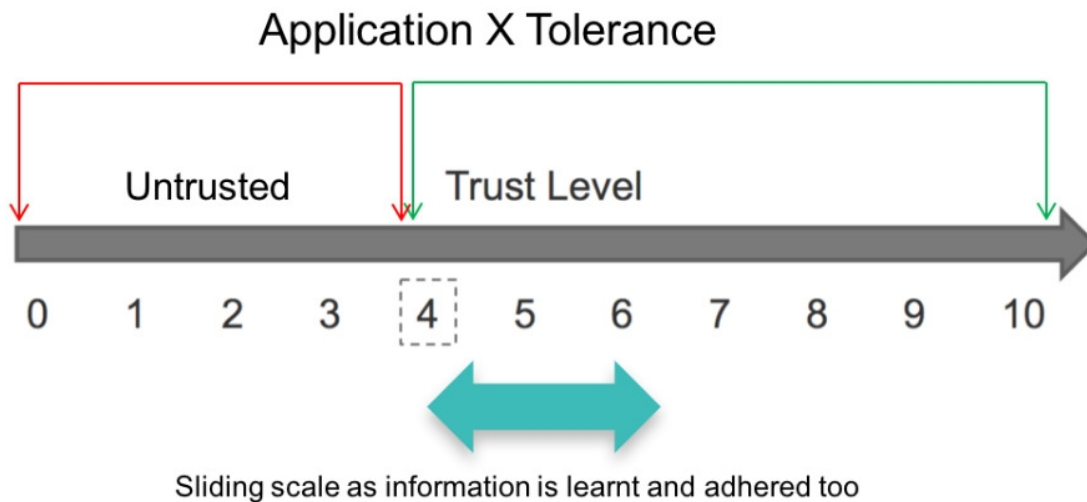 Application X Tolerance
Untrusted Trust Level
0 1 2 3 4 5 6 7 8 9 10
Sliding scale as information is learnt and adhered too